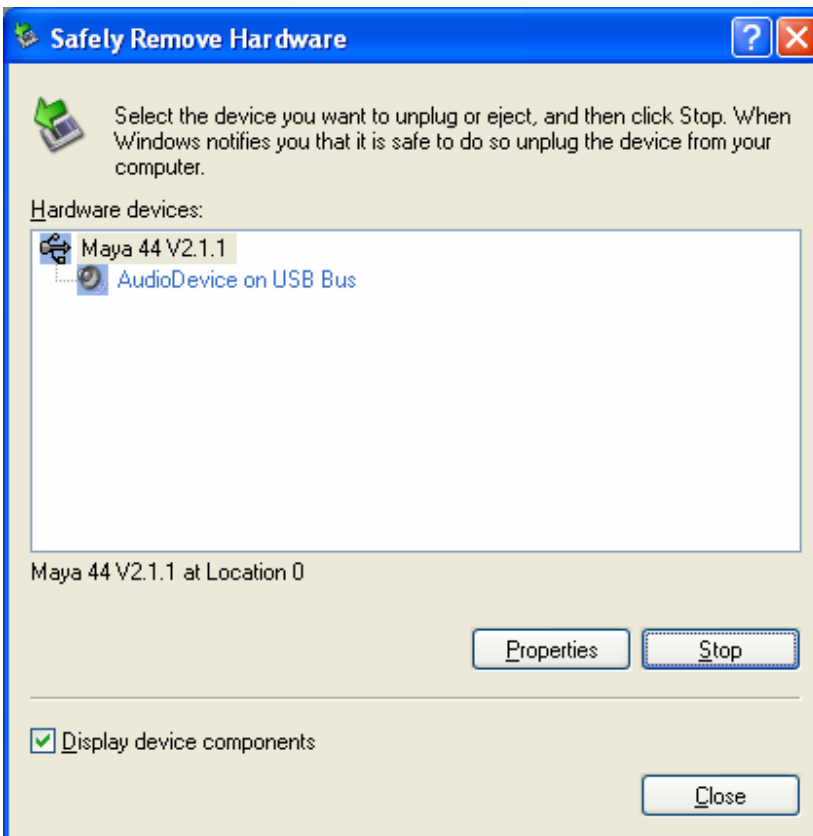 Safely Remove Hardware
Select the device you want to unplug or eject, and then click Stop. When
Windows notifies you that it is safe to do so unplug the device from your
computer.
Hardware devices:
Maya 44 V2.1.1
AudioDevice on USB Bus
Maya 44 V2.1.1 at Location 0
Properties Stop
Display device components
Close